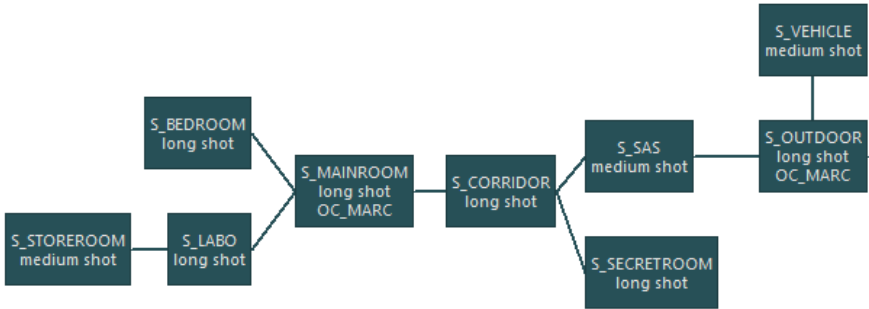 S_VEHICLE
medium shot
S_BEDROOM
long shot
S_SAS
medium shot
S_OUTDOOR
long shot
OC_MARC
S_MAINROOM
long shot
OC_MARC
S_CORRIDOR
long shot
S_STOREROOM
medium shot
S_LABO
long shot
S_SECRETROOM
long shot